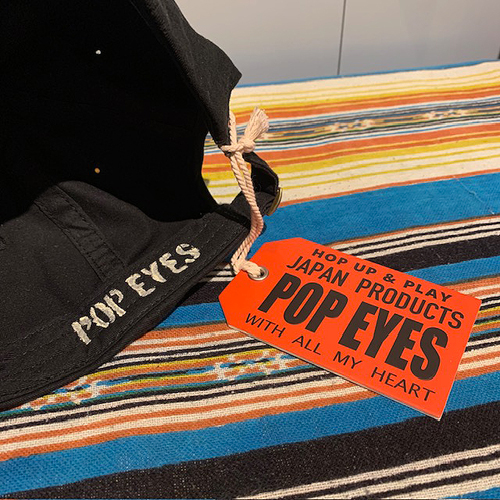 POP EYES
HOP UP & PLAY
JAPAN PRODUCTS
POP EYES
WITH ALL MY HEART